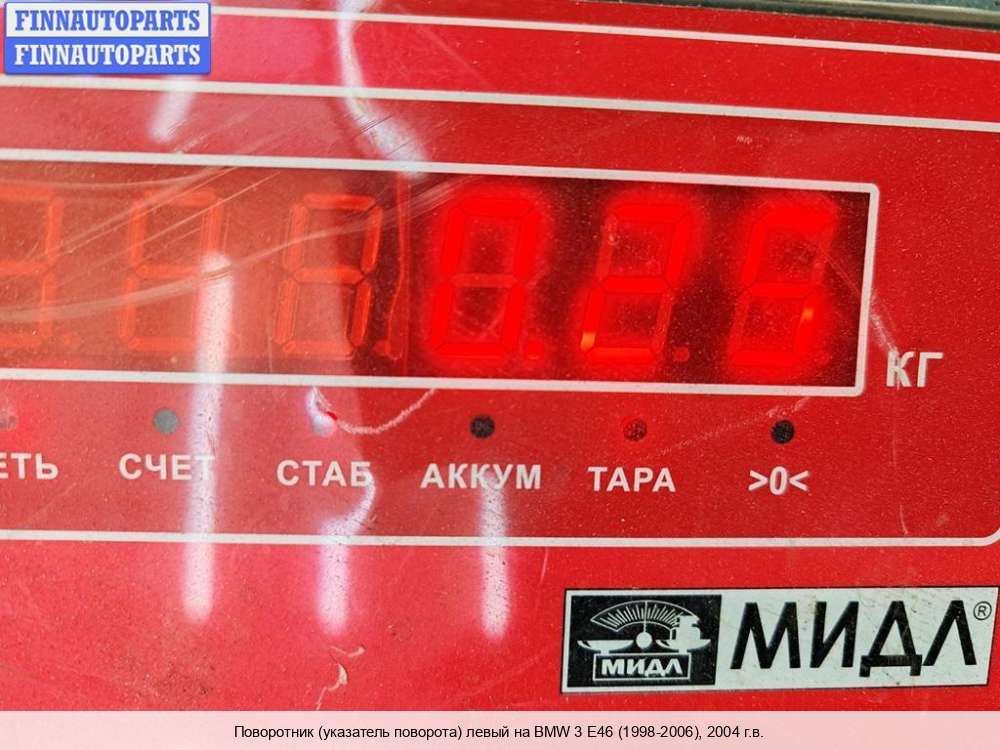 FINNAUTOPARTS
FINNAUTOPARTS
0.25
КГ
ЕТЬ СЧЕТ СТАБ АККУМ ТАРА >0<
МИДЛ МИДЛ®
Поворотник (указатель поворота) левый на BMW 3 E46 (1998-2006), 2004 г.в.